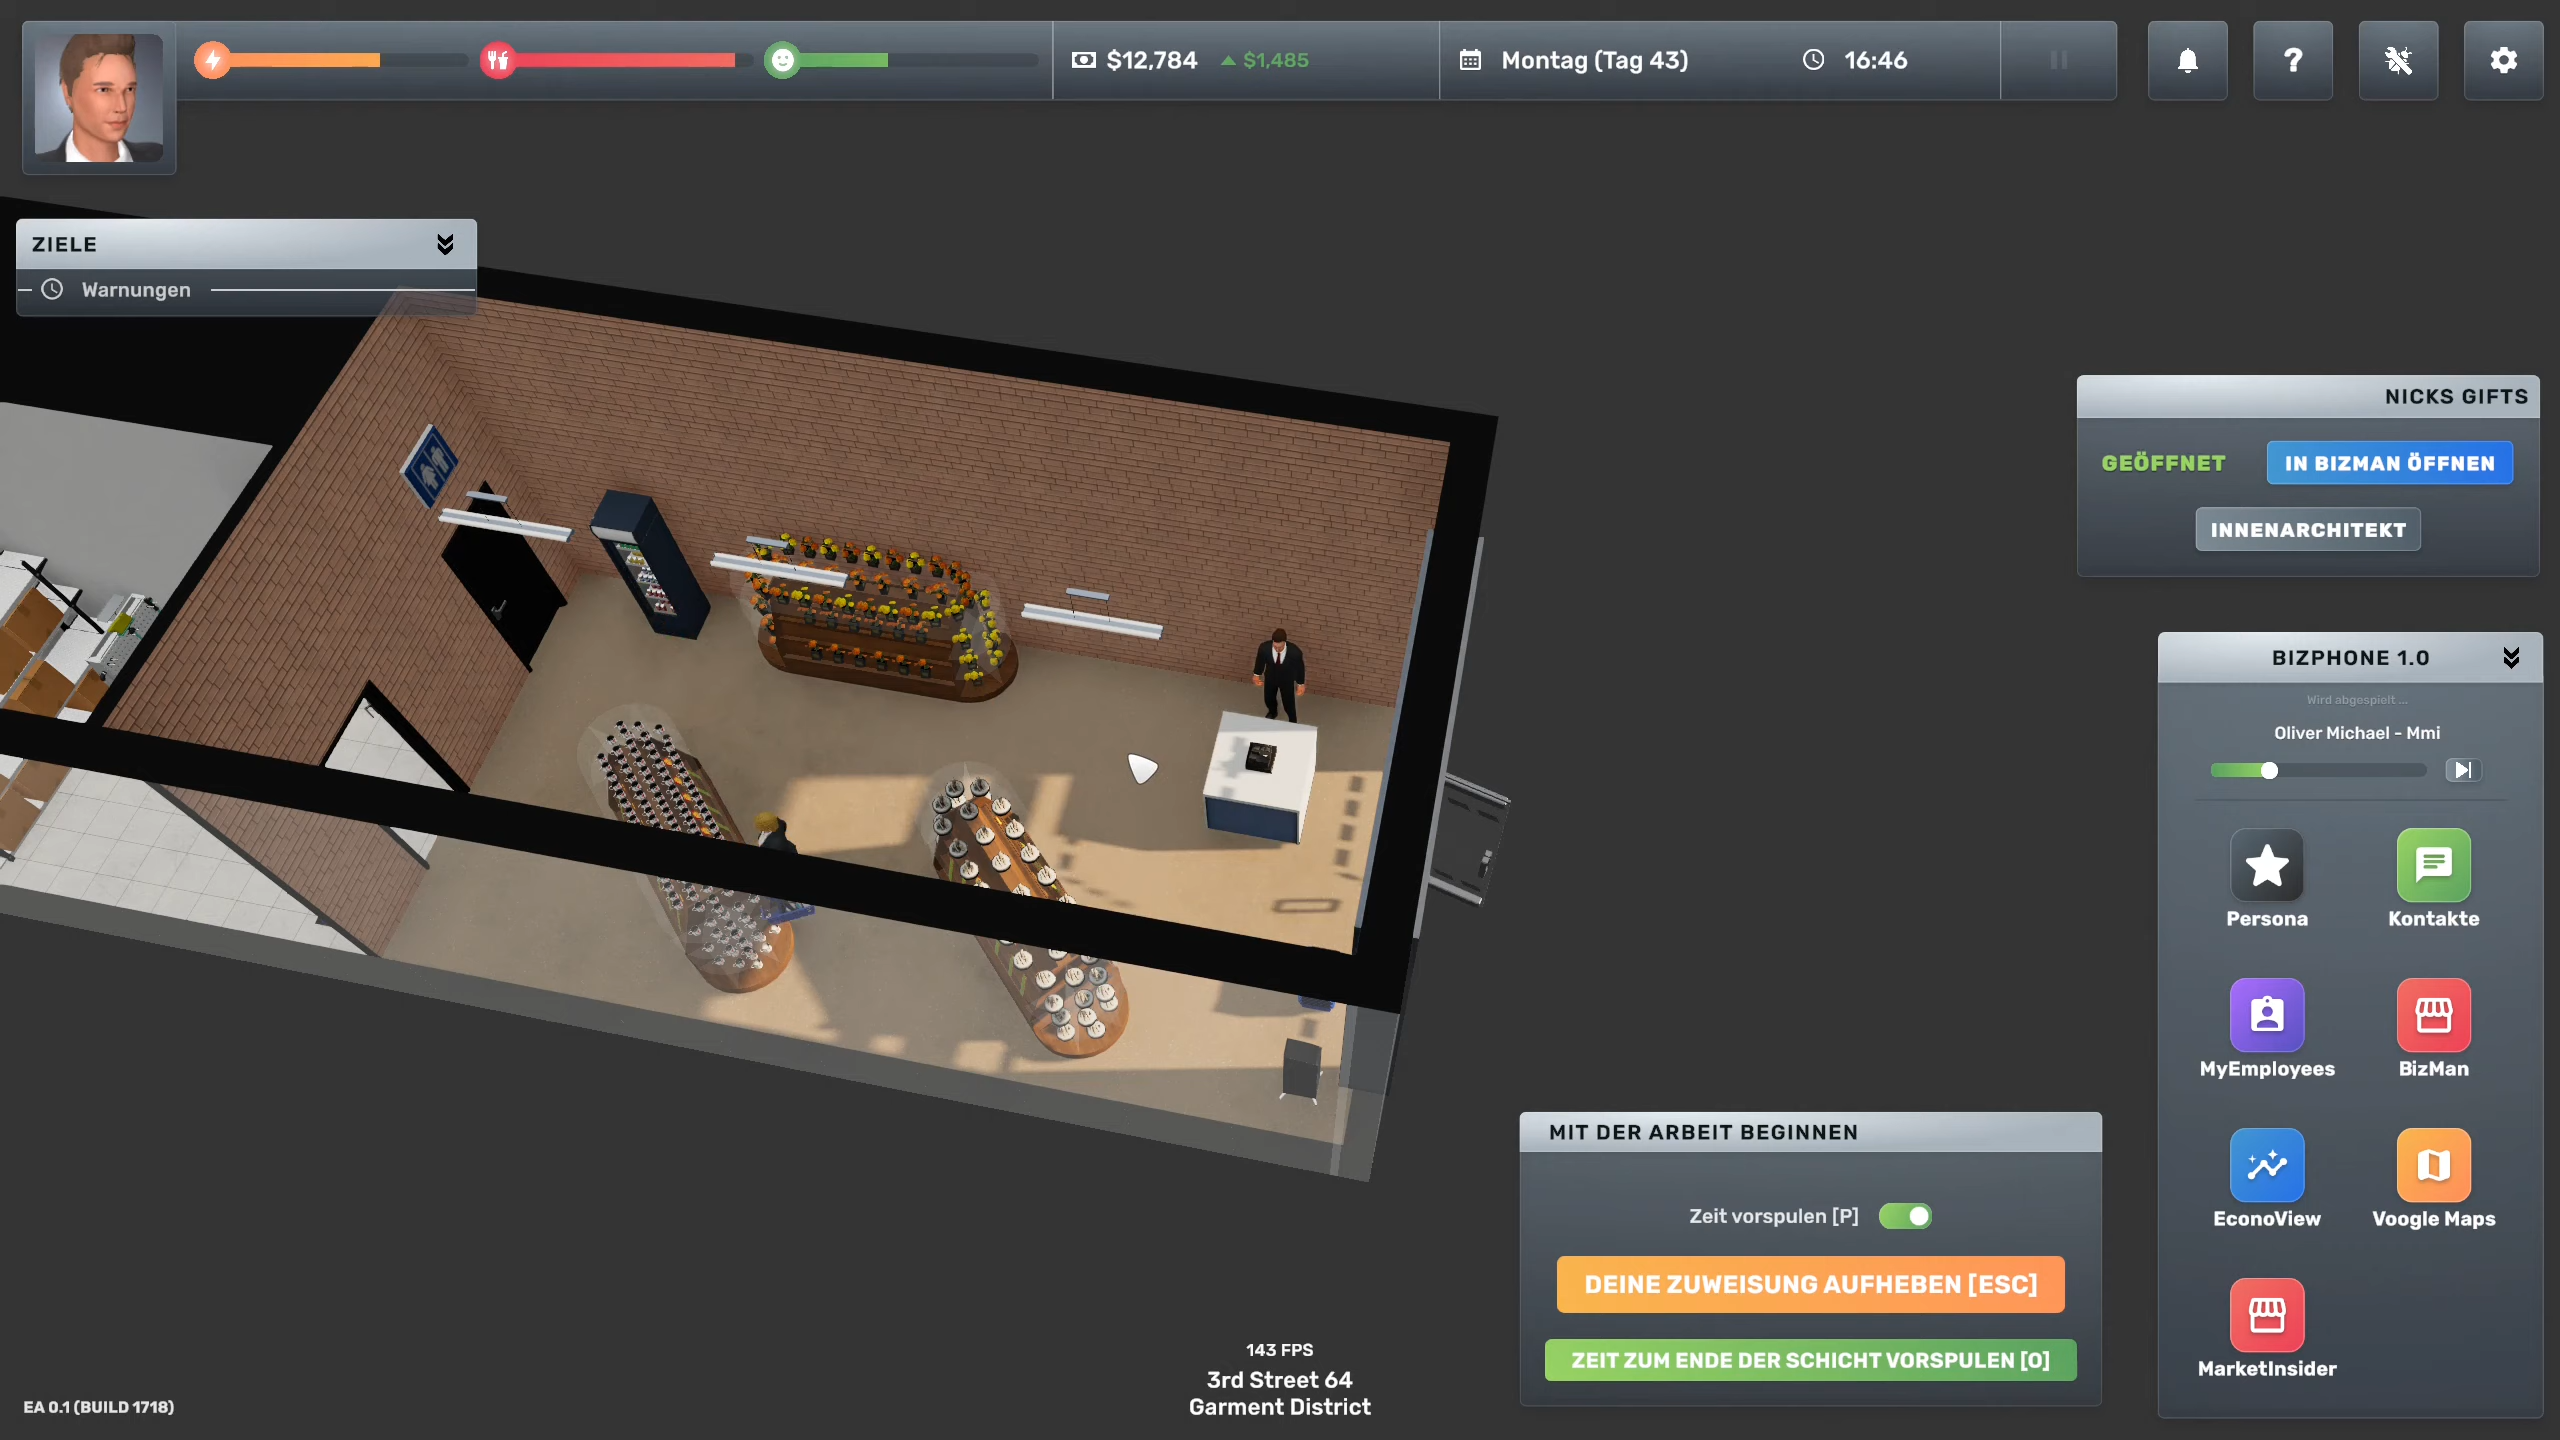 $12,784
$1,485
Montag (Tag 43)
16:46
?
ZIELE
Warnungen
NICKS GIFTS
GEÖFFNET
IN BIZMAN ÖFFNEN
INNENARCHITEKT
BIZPHONE 1.0
Wird abgespielt ...
Oliver Michael - Mmi
Persona
Kontakte
MyEmployees
BizMan
EconoView
Voogle Maps
MarketInsider
MIT DER ARBEIT BEGINNEN
Zeit vorspulen [P]
DEINE ZUWEISUNG AUFHEBEN [ESC]
ZEIT ZUM ENDE DER SCHICHT VORSPULEN [O]
143 FPS
3rd Street 64
Garment District
EA 0.1 (BUILD 1718)